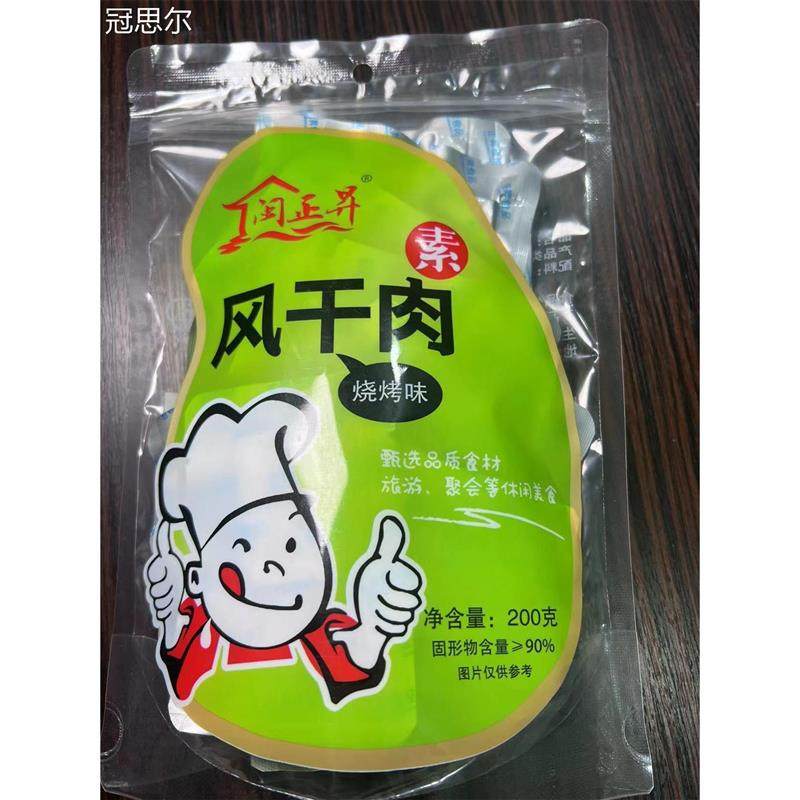 冠思尔
闫正昇®
素
风干肉
烧烤味
甄选品质食材
旅游、聚会等休闲美食
净含量：200克
固形物含量≥90%
图片仅供参考